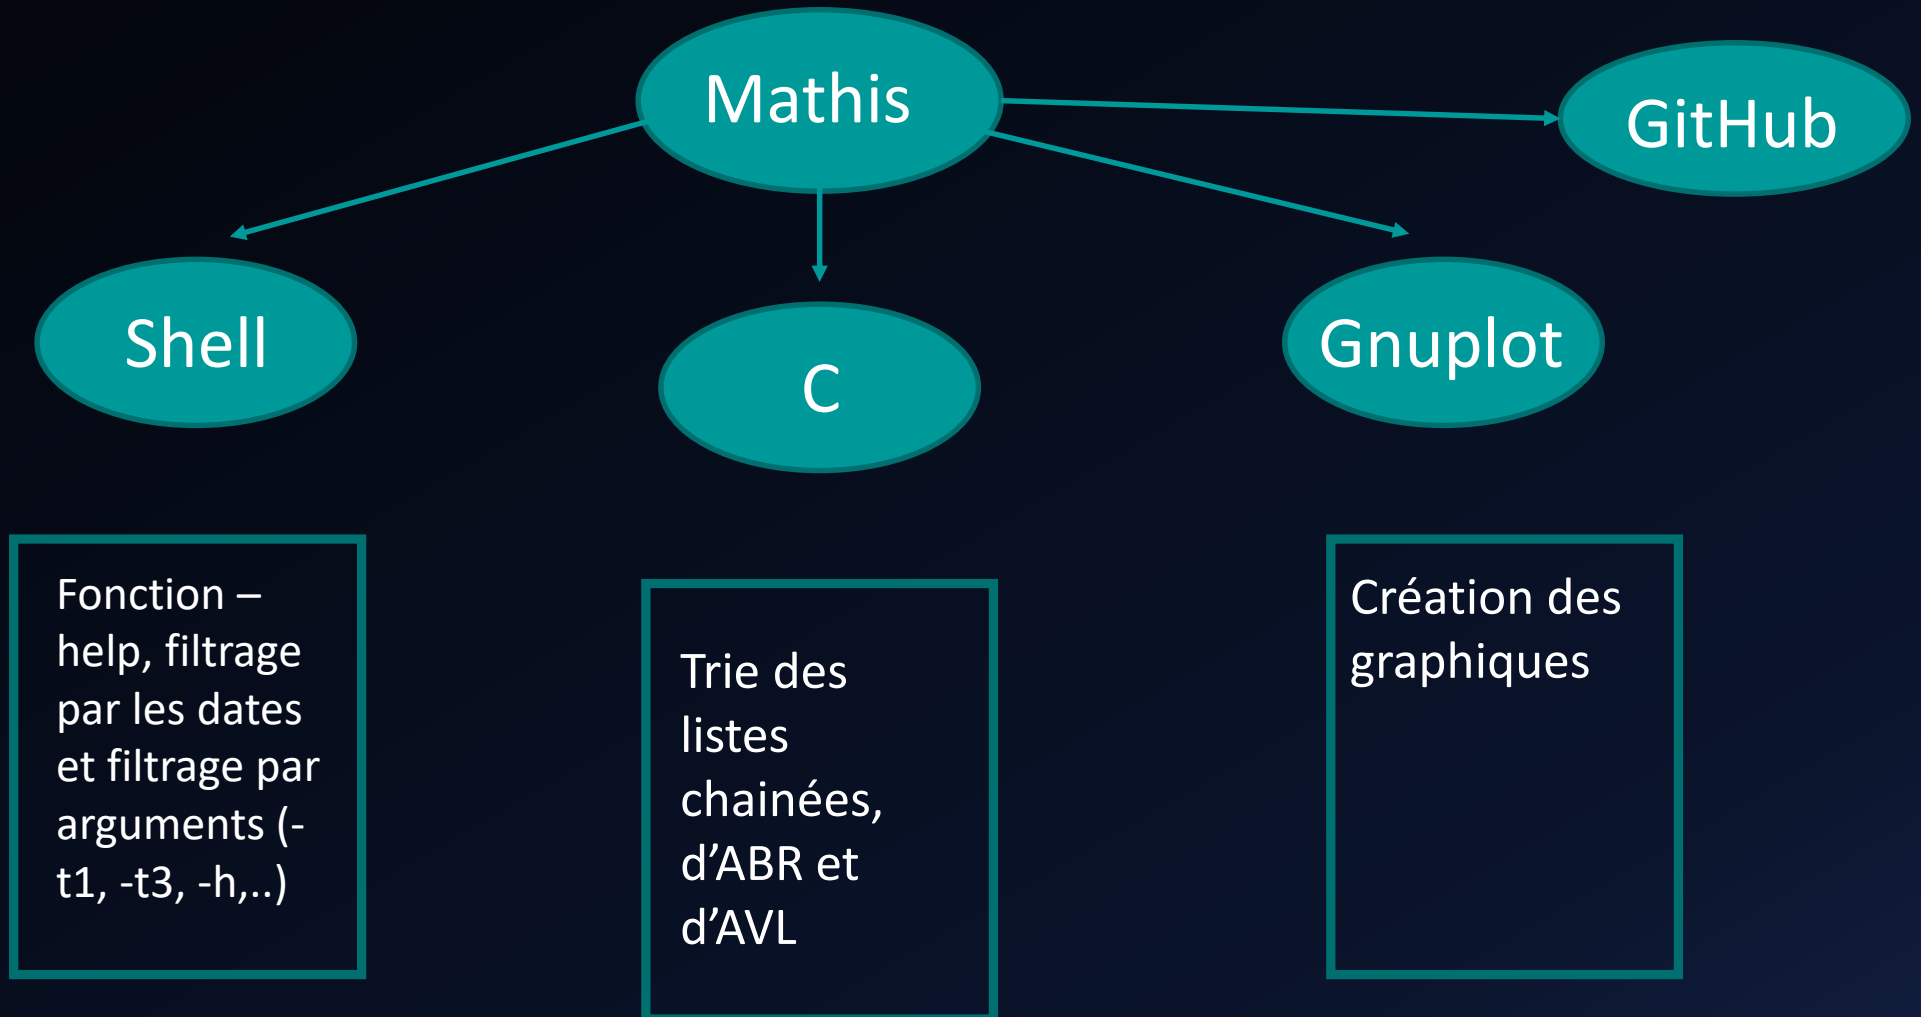 Mathis
GitHub
Shell
C
Gnuplot
Fonction –
help, filtrage
par les dates
et filtrage par
arguments (-
t1, -t3, -h,..)
Trie des
listes
chainées,
d’ABR et
d’AVL
Création des
graphiques